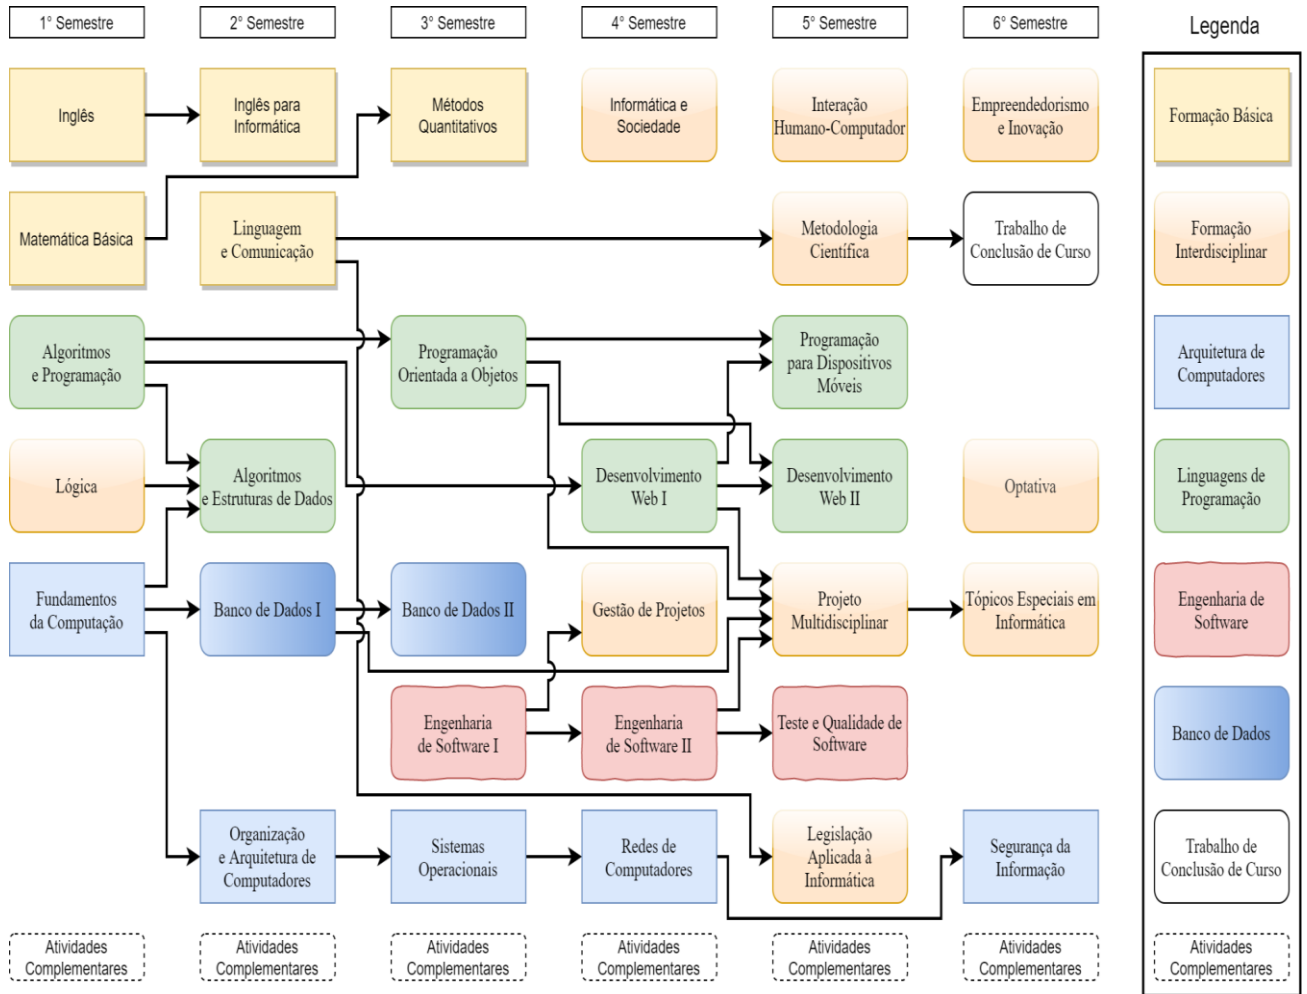 1° Semestre
2° Semestre
3° Semestre
4° Semestre
5° Semestre
6° Semestre
Legenda
Inglês
Inglês para
Informática
Métodos
Quantitativos
Informática e
Sociedade
Interação
Humano-Computador
Empreendedorismo
e Inovação
Formação Básica
Matemática Básica
Linguagem
e Comunicação
Metodologia
Científica
Trabalho de
Conclusão de Curso
Formação
Interdisciplinar
Algoritmos
e Programação
Programação
Orientada a Objetos
Programação
para Dispositivos
Móveis
Arquitetura de
Computadores
Lógica
Algoritmos
e Estruturas de Dados
Desenvolvimento
Web I
Desenvolvimento
Web II
Optativa
Linguagens de
Programação
Fundamentos
da Computação
Banco de Dados I
Banco de Dados II
Gestão de Projetos
Projeto
Multidisciplinar
Tópicos Especiais em
Informática
Engenharia de
Software
Engenharia
de Software I
Engenharia
de Software II
Teste e Qualidade de
Software
Banco de Dados
Organização
e Arquitetura de
Computadores
Sistemas
Operacionais
Redes de
Computadores
Legislação
Aplicada à
Informática
Segurança da
Informação
Trabalho de
Conclusão de Curso
Atividades
Complementares
Atividades
Complementares
Atividades
Complementares
Atividades
Complementares
Atividades
Complementares
Atividades
Complementares
Atividades
Complementares